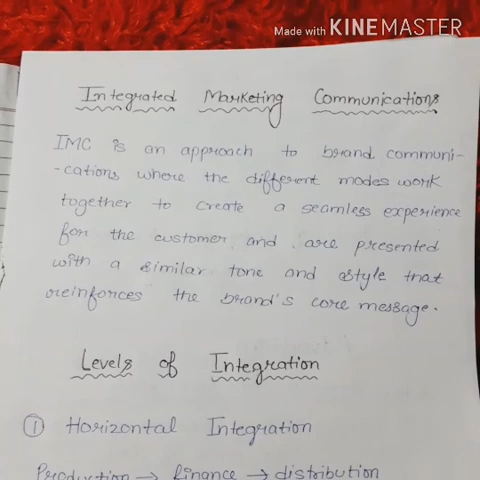 Made with KINEMASTER
Integrated Marketing Communications
IMC is an approach to brand communi-
-cations where the different modes work
together to create a seamless experience
for the customer and are presented
with a similar tone and style that
reinforces the brand's core message.
Levels of Integration
① Horizontal Integration
Production → finance → distribution